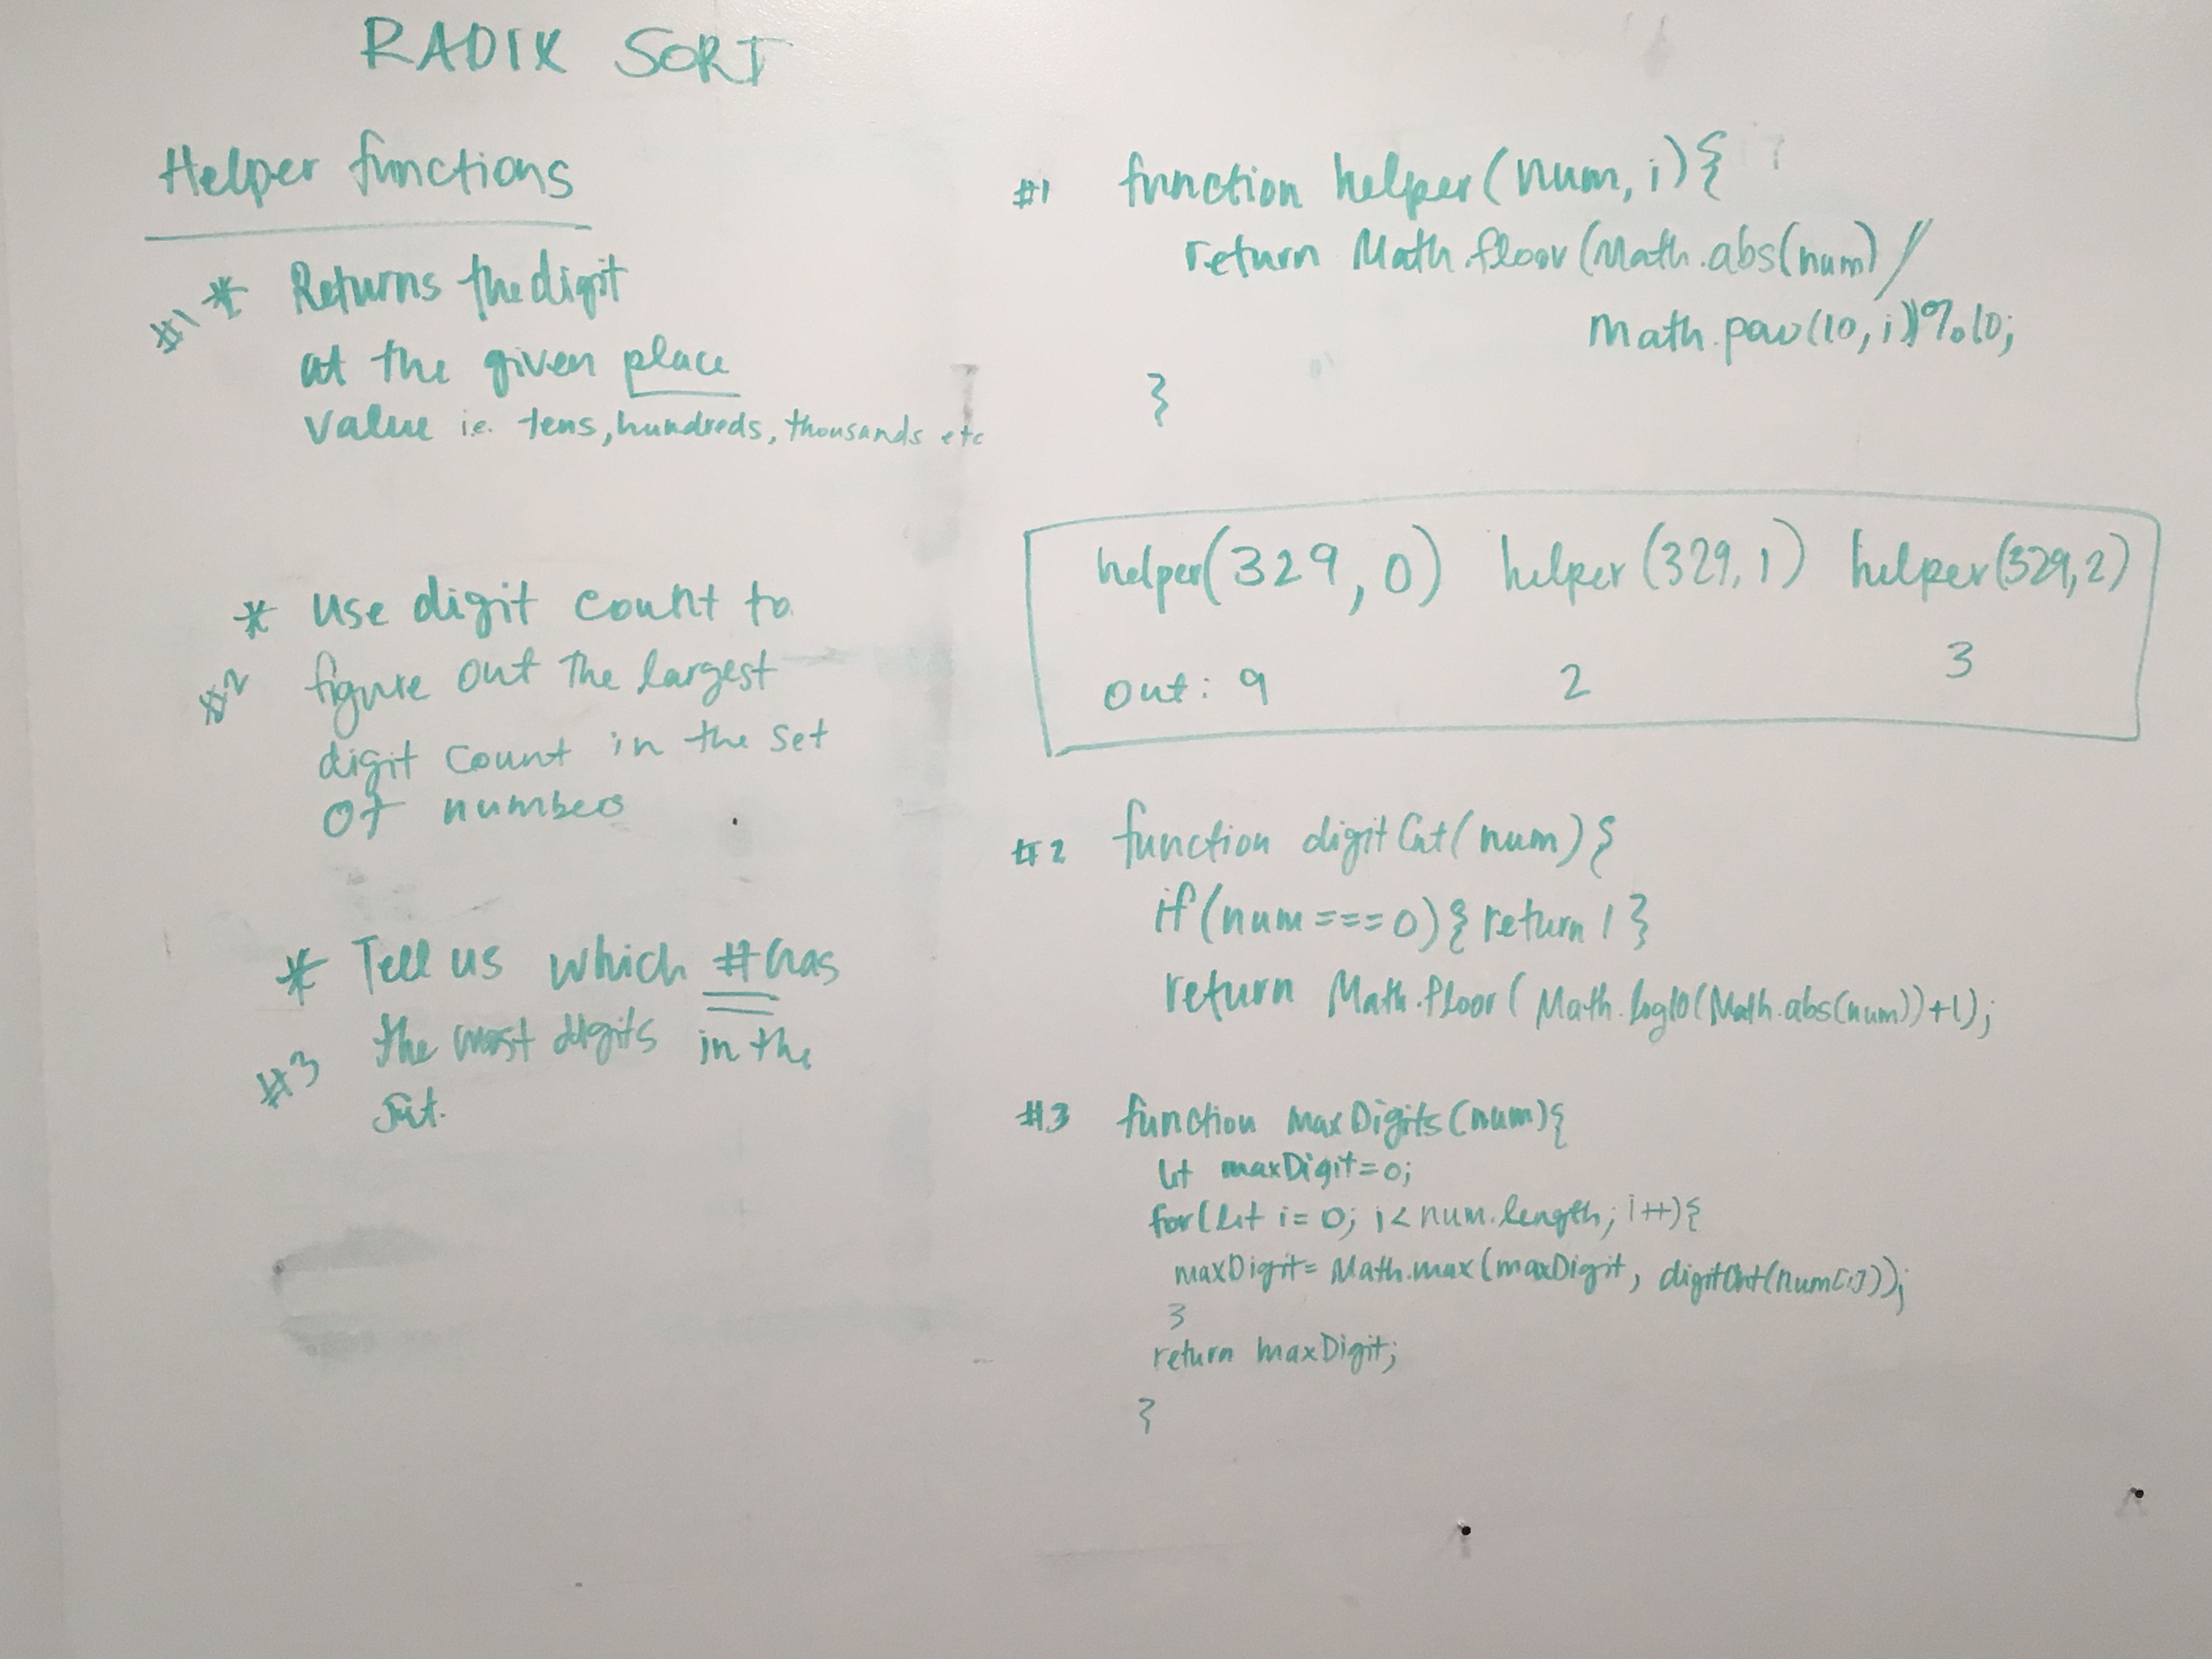 RADIX SORT
Helper functions
#1 * Returns the digit
at the given place
value i.e. tens, hundreds, thousands etc
* use digit count to
#2 figure out the largest
digit count in the set
of numbers
* Tell us which # has
#3 the most digits in the
set.
#1 function helper(num, i){
return Math.floor(Math.abs(num) /
Math.pow(10, i))%10;
}
helper(329, 0) helper(329, 1) helper(329, 2)
out: 9 2 3
#2 function digitCnt(num){
if(num===0){return 1}
return Math.floor(Math.log10(Math.abs(num))+1);
#3 function maxDigits(num){
let maxDigit=0;
for(let i=0; i<num.length; i++){
maxDigit= Math.max(maxDigit, digitCnt(num[i]));
}
return maxDigit;
}